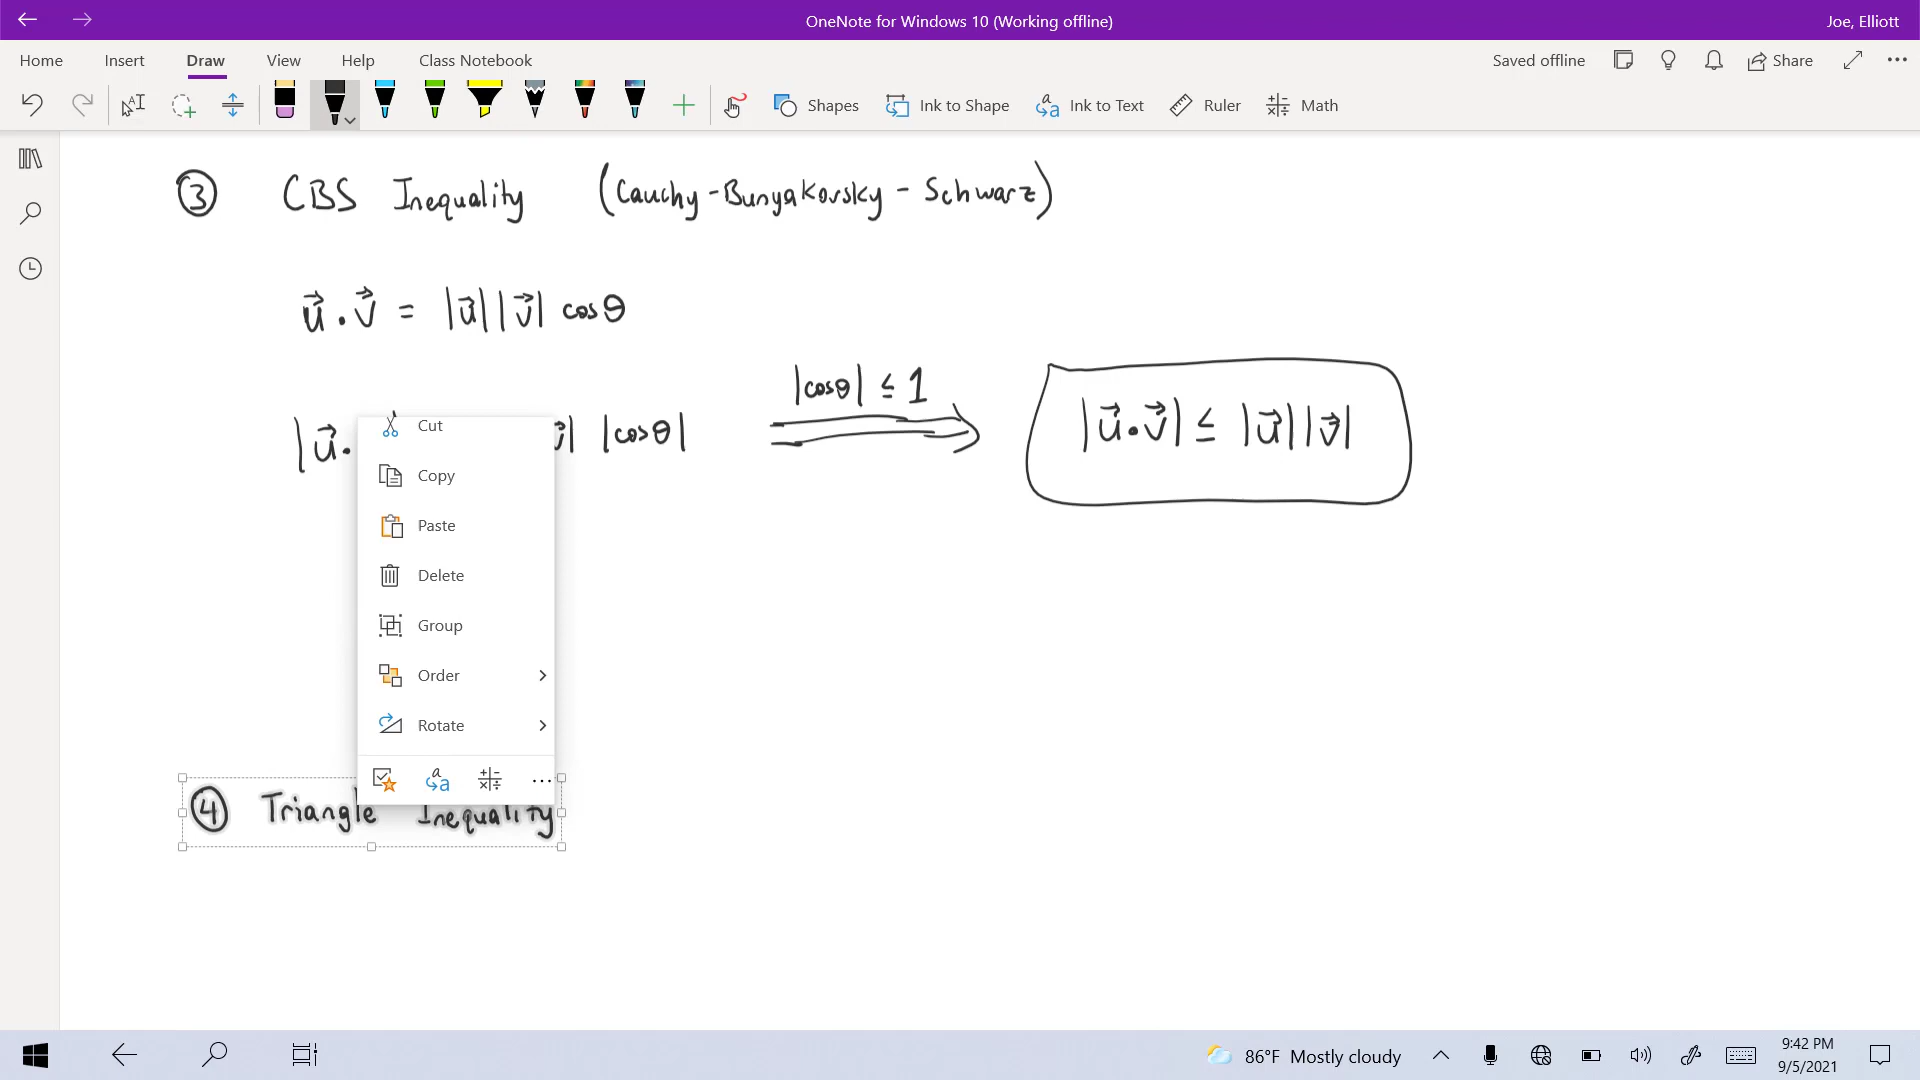 OneNote for Windows 10 (Working offline)
Joe, Elliott
Home Insert Draw View Help Class Notebook
Saved offline Share
Shapes Ink to Shape Ink to Text Ruler Math
③ CBS Inequality (Cauchy-Bunyakovsky-Schwarz)
u⃗ · v⃗ = |u⃗||v⃗| cosθ
|cosθ| ≤ 1
|u⃗ · v⃗| |cosθ|
|u⃗ · v⃗| ≤ |u⃗||v⃗|
Cut
Copy
Paste
Delete
Group
Order
Rotate
④ Triangle Inequality
86°F Mostly cloudy
9:42 PM
9/5/2021